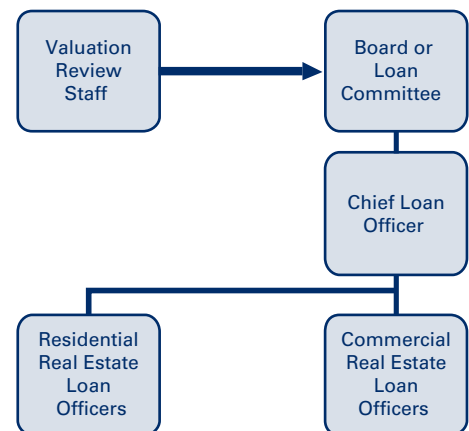 Valuation
Review
Staff
Board or
Loan
Committee
Chief Loan
Officer
Residential
Real Estate
Loan
Officers
Commercial
Real Estate
Loan
Officers